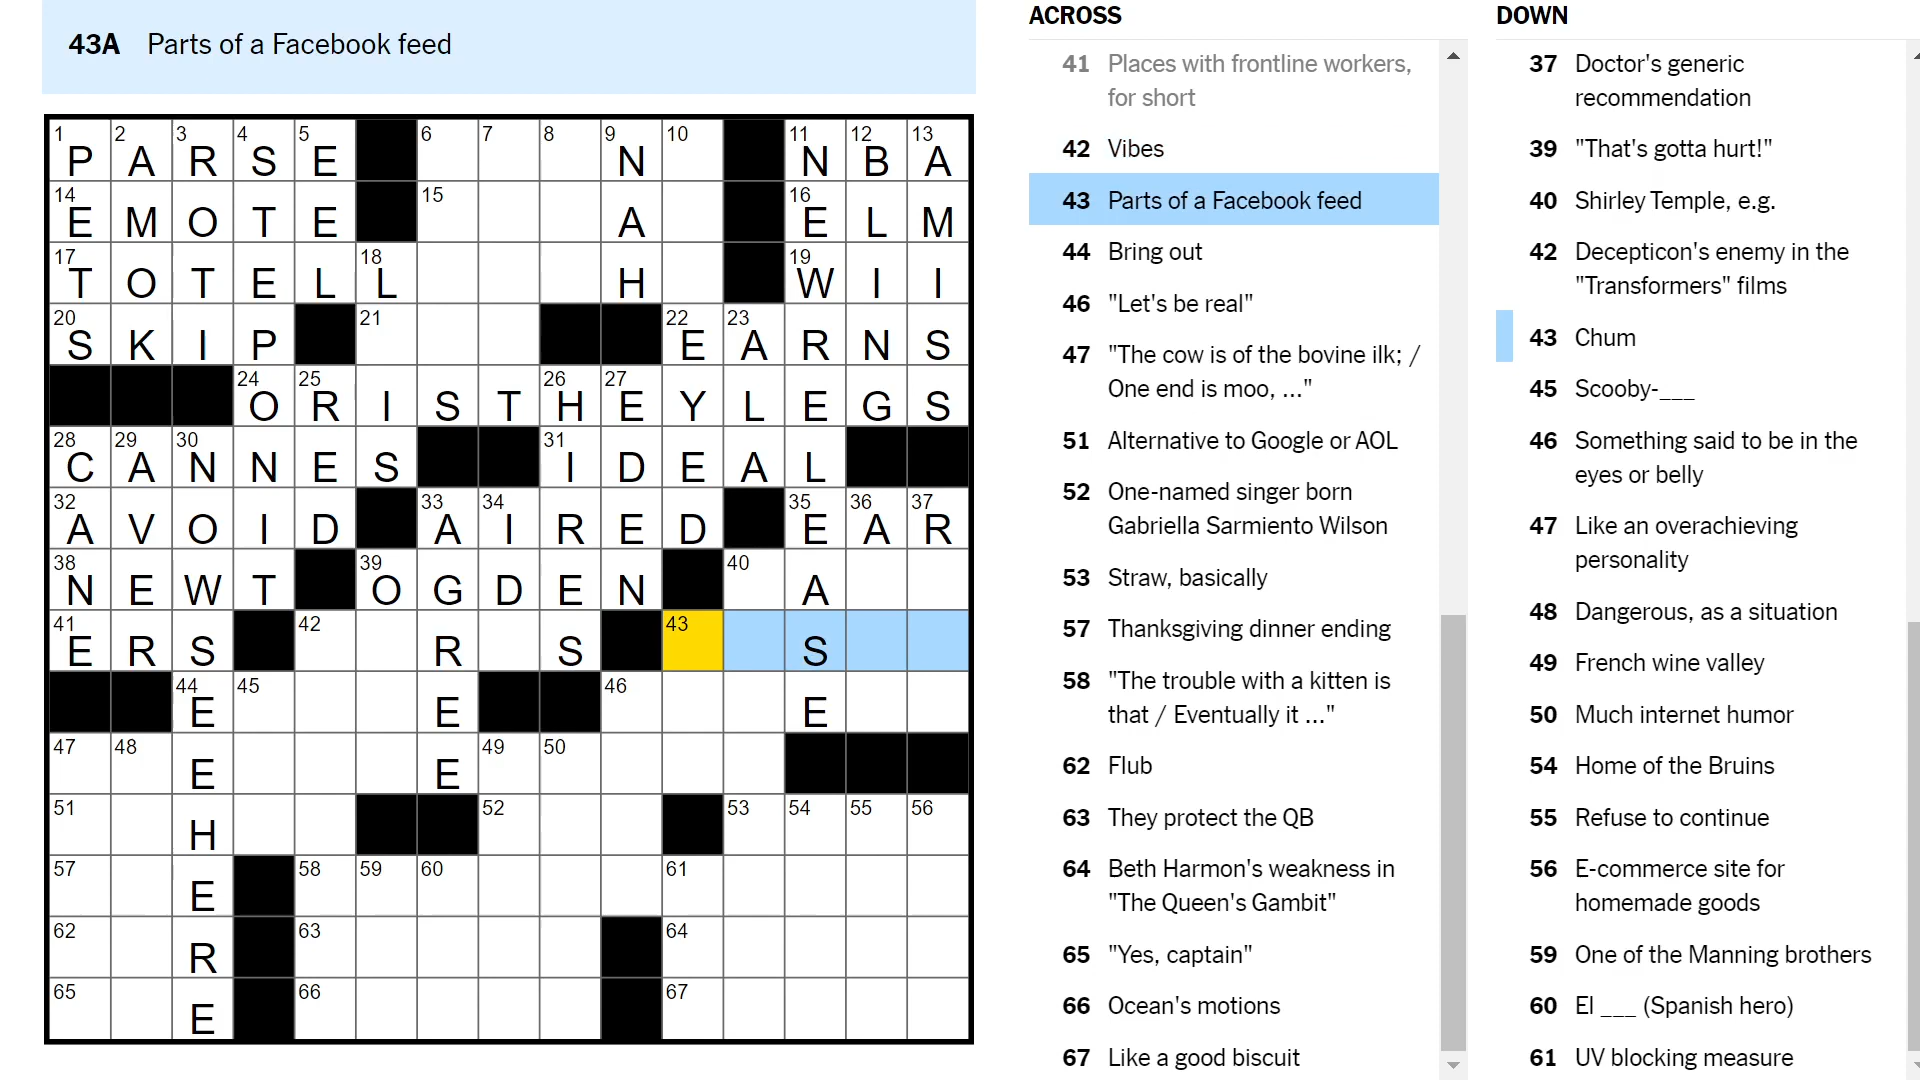 43A Parts of a Facebook feed
1 2 3 4 5 6 7 8 9 10 11 12 13
P A R S E N N B A
14 15 16
E M O T E A E L M
17 18 19
T O T E L L H W I I
20 21 22 23
S K I P E A R N S
24 25 26 27
O R I S T H E Y L E G S
28 29 30 31
C A N N E S I D E A L
32 33 34 35 36 37
A V O I D A I R E D E A R
38 39 40
N E W T O G D E N A
41 42 43
E R S R S S
44 45 46
E E E
47 48 49 50
E E
51 52 53 54 55 56
H
57 58 59 60 61
E
62 63 64
R
65 66 67
E
ACROSS
41 Places with frontline workers,
for short
42 Vibes
43 Parts of a Facebook feed
44 Bring out
46 "Let's be real"
47 "The cow is of the bovine ilk; /
One end is moo, ..."
51 Alternative to Google or AOL
52 One-named singer born
Gabriella Sarmiento Wilson
53 Straw, basically
57 Thanksgiving dinner ending
58 "The trouble with a kitten is
that / Eventually it ..."
62 Flub
63 They protect the QB
64 Beth Harmon's weakness in
"The Queen's Gambit"
65 "Yes, captain"
66 Ocean's motions
67 Like a good biscuit
DOWN
37 Doctor's generic
recommendation
39 "That's gotta hurt!"
40 Shirley Temple, e.g.
42 Decepticon's enemy in the
"Transformers" films
43 Chum
45 Scooby-___
46 Something said to be in the
eyes or belly
47 Like an overachieving
personality
48 Dangerous, as a situation
49 French wine valley
50 Much internet humor
54 Home of the Bruins
55 Refuse to continue
56 E-commerce site for
homemade goods
59 One of the Manning brothers
60 El ___ (Spanish hero)
61 UV blocking measure